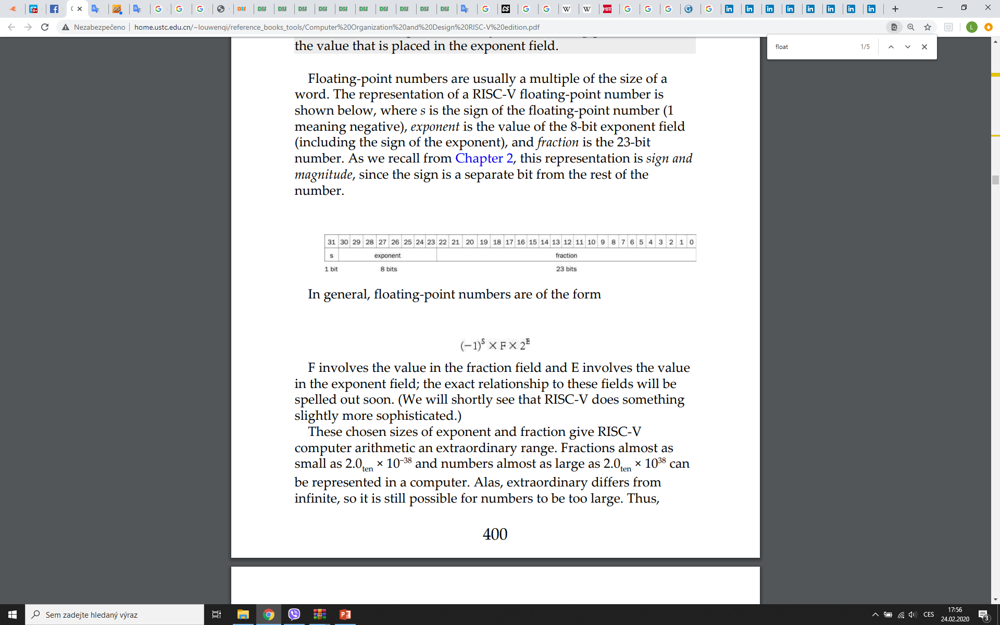 Nezabezpečeno
home.ustc.edu.cn/~louwenqi/reference_books_tools/Computer%20Organization%20and%20Design%20RISC-V%20edition.pdf
float
1/5
the value that is placed in the exponent field.
Floating-point numbers are usually a multiple of the size of a
word. The representation of a RISC-V floating-point number is
shown below, where s is the sign of the floating-point number (1
meaning negative), exponent is the value of the 8-bit exponent field
(including the sign of the exponent), and fraction is the 23-bit
number. As we recall from Chapter 2, this representation is sign and
magnitude, since the sign is a separate bit from the rest of the
number.
31 30 29 28 27 26 25 24 23 22 21 20 19 18 17 16 15 14 13 12 11 10 9 8 7 6 5 4 3 2 1 0
s exponent fraction
1 bit 8 bits 23 bits
In general, floating-point numbers are of the form
(−1)^S × F × 2^E
F involves the value in the fraction field and E involves the value
in the exponent field; the exact relationship to these fields will be
spelled out soon. (We will shortly see that RISC-V does something
slightly more sophisticated.)
These chosen sizes of exponent and fraction give RISC-V
computer arithmetic an extraordinary range. Fractions almost as
small as 2.0ten × 10−38 and numbers almost as large as 2.0ten × 1038 can
be represented in a computer. Alas, extraordinary differs from
infinite, so it is still possible for numbers to be too large. Thus,
400
Sem zadejte hledaný výraz
CES
17:56
24.02.2020
3